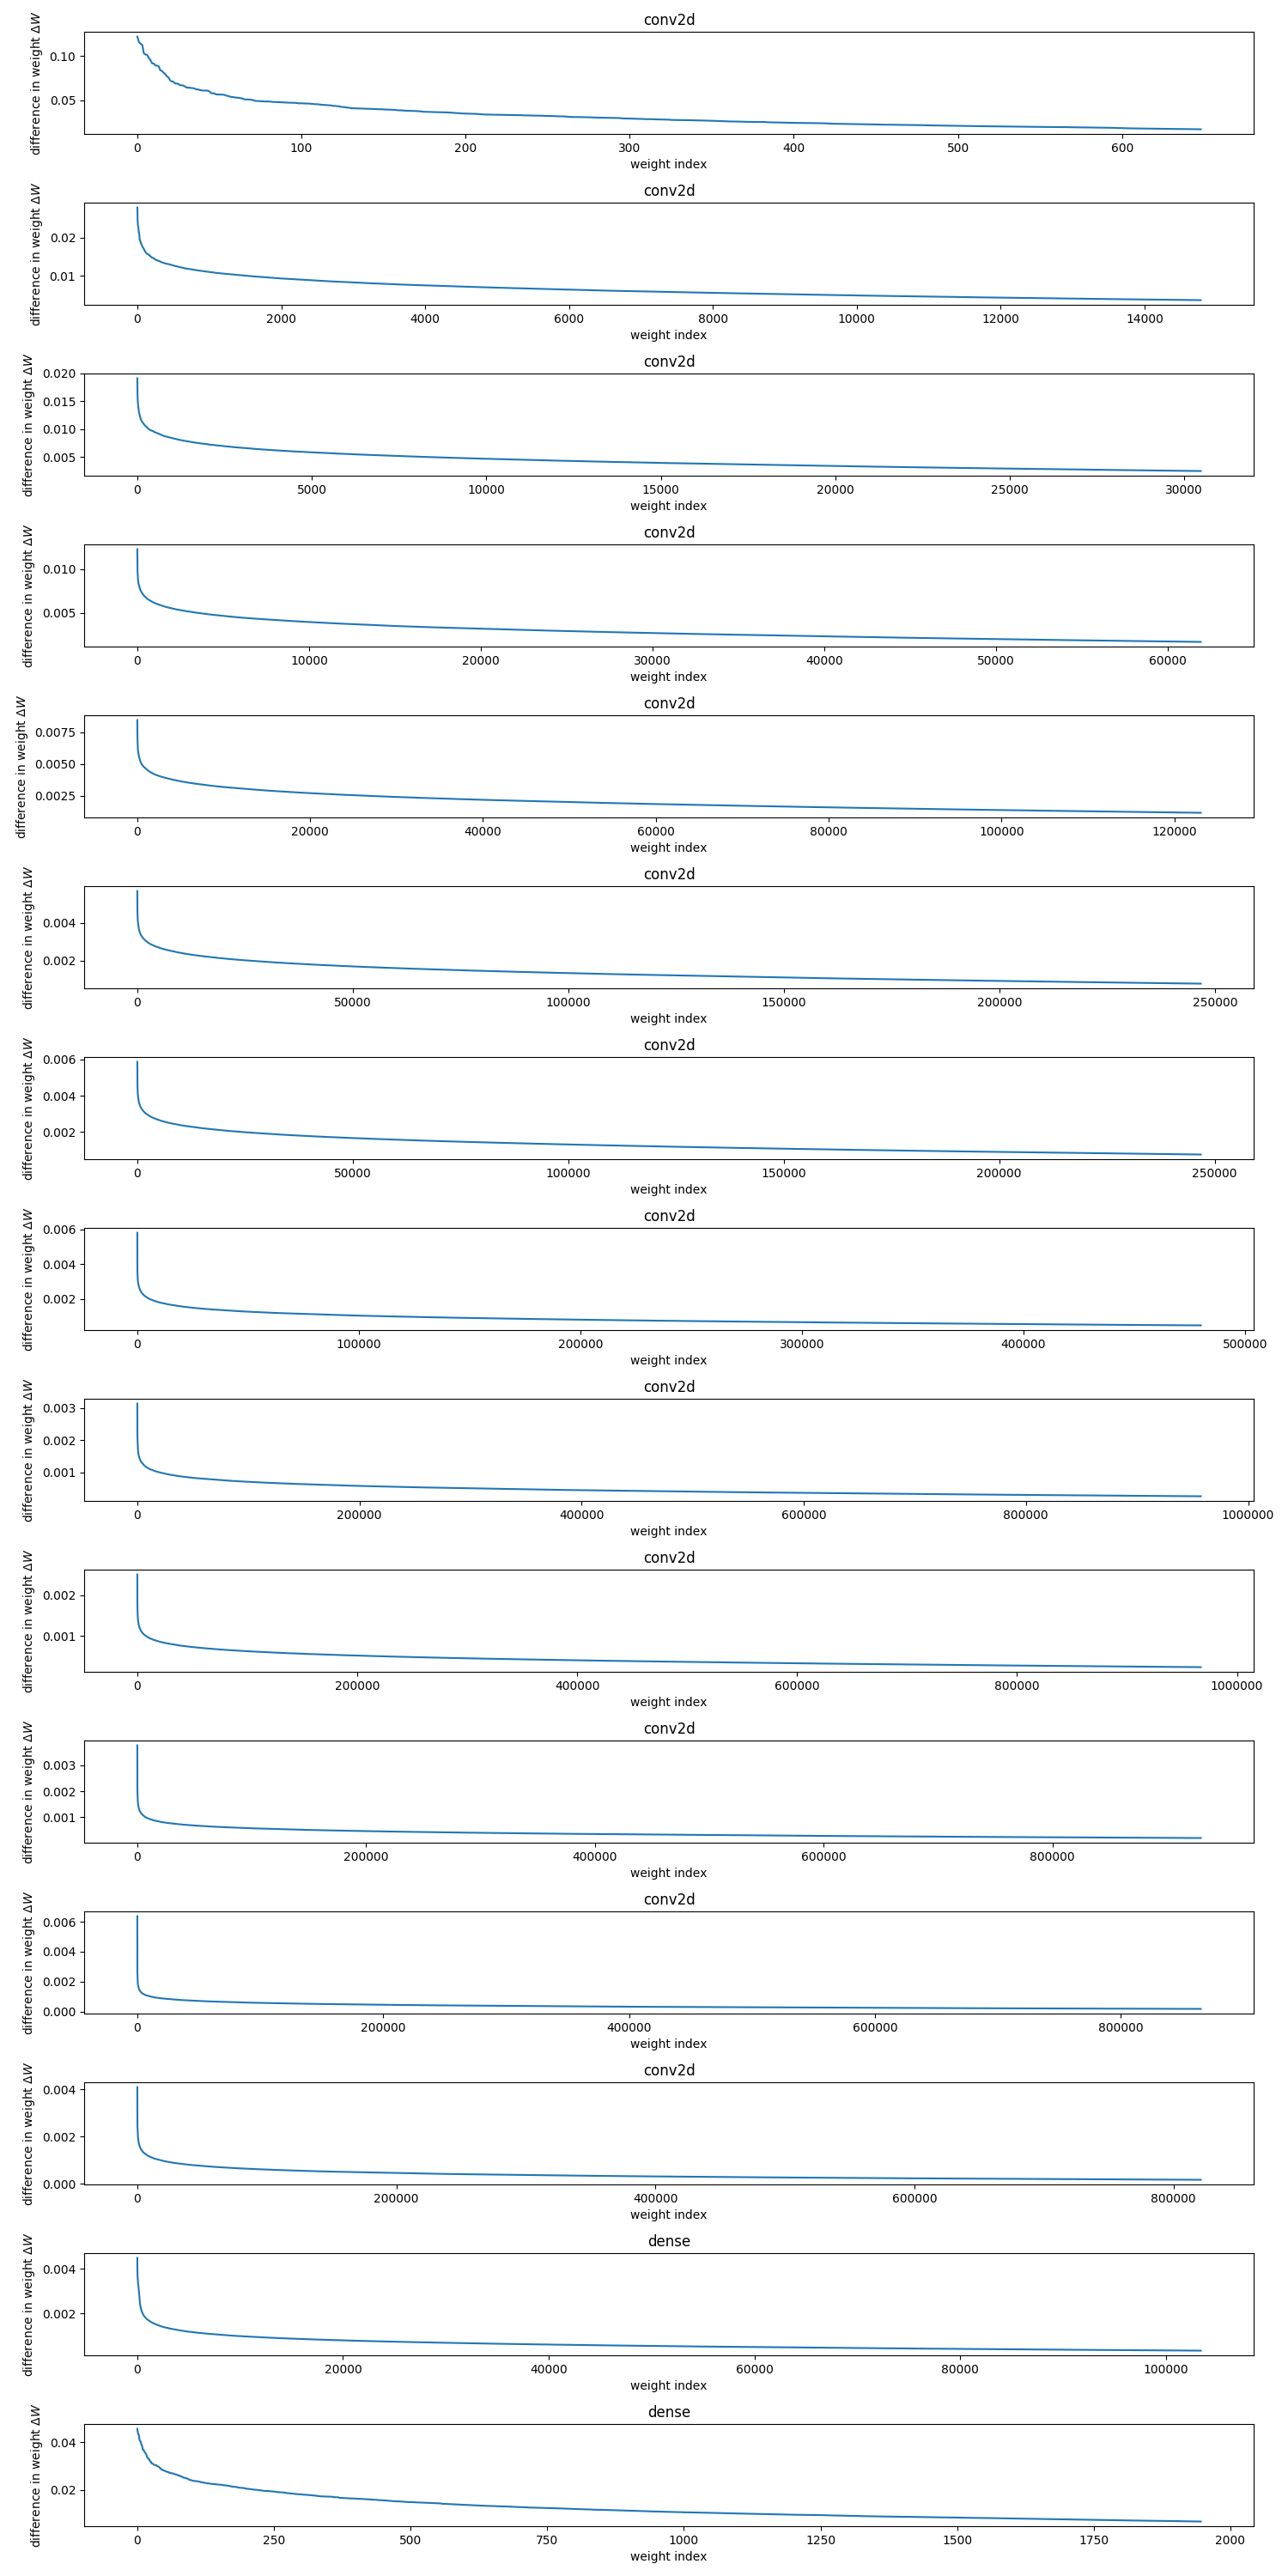 conv2d
difference in weight ΔW
0.10
0.05
0 100 200 300 400 500 600
weight index
conv2d
difference in weight ΔW
0.02
0.01
0 2000 4000 6000 8000 10000 12000 14000
weight index
conv2d
difference in weight ΔW
0.020
0.015
0.010
0.005
0 5000 10000 15000 20000 25000 30000
weight index
conv2d
difference in weight ΔW
0.010
0.005
0 10000 20000 30000 40000 50000 60000
weight index
conv2d
difference in weight ΔW
0.0075
0.0050
0.0025
0 20000 40000 60000 80000 100000 120000
weight index
conv2d
difference in weight ΔW
0.004
0.002
0 50000 100000 150000 200000 250000
weight index
conv2d
difference in weight ΔW
0.006
0.004
0.002
0 50000 100000 150000 200000 250000
weight index
conv2d
difference in weight ΔW
0.006
0.004
0.002
0 100000 200000 300000 400000 500000
weight index
conv2d
difference in weight ΔW
0.003
0.002
0.001
0 200000 400000 600000 800000 1000000
weight index
conv2d
difference in weight ΔW
0.002
0.001
0 200000 400000 600000 800000 1000000
weight index
conv2d
difference in weight ΔW
0.003
0.002
0.001
0 200000 400000 600000 800000
weight index
conv2d
difference in weight ΔW
0.006
0.004
0.002
0.000
0 200000 400000 600000 800000
weight index
conv2d
difference in weight ΔW
0.004
0.002
0.000
0 200000 400000 600000 800000
weight index
dense
difference in weight ΔW
0.004
0.002
0 20000 40000 60000 80000 100000
weight index
dense
difference in weight ΔW
0.04
0.02
0 250 500 750 1000 1250 1500 1750 2000
weight index